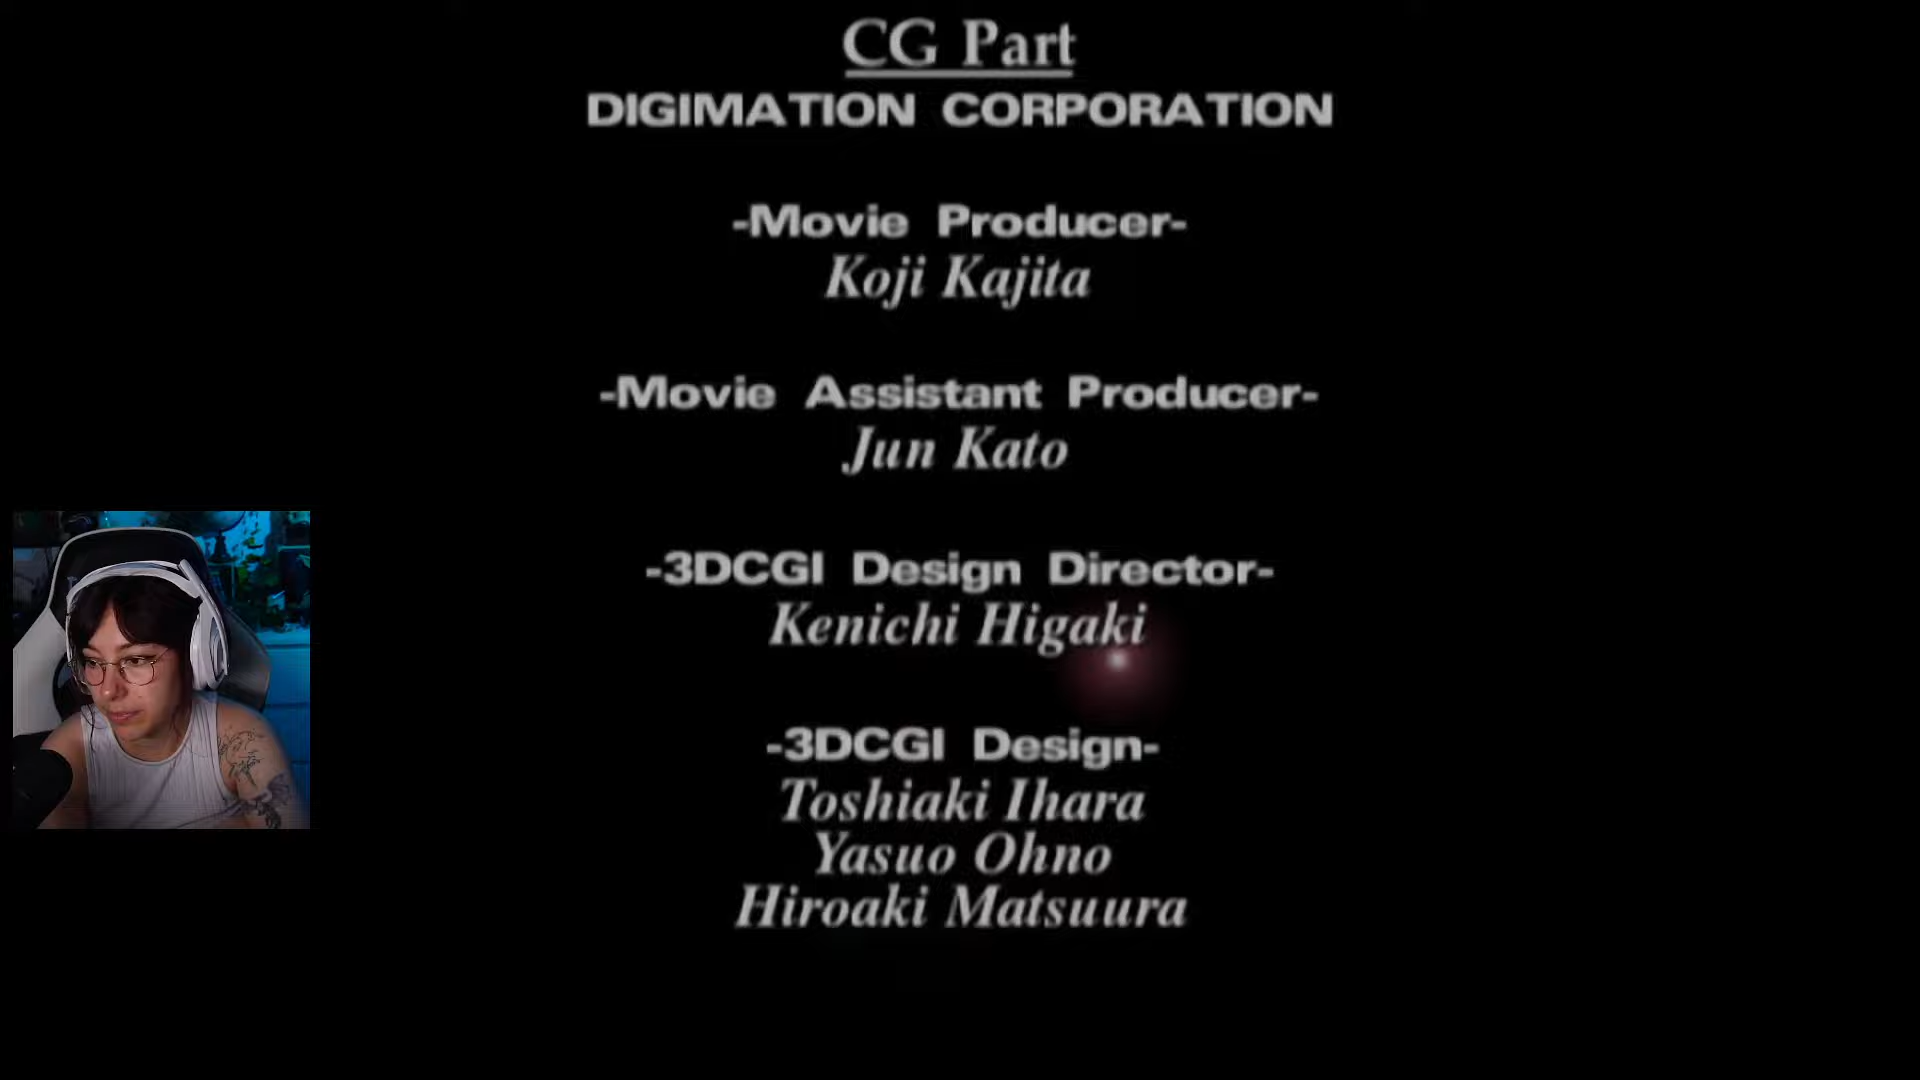 CG Part
DIGIMATION CORPORATION
-Movie Producer-
Koji Kajita
-Movie Assistant Producer-
Jun Kato
-3DCGI Design Director-
Kenichi Higaki
-3DCGI Design-
Toshiaki Ihara
Yasuo Ohno
Hiroaki Matsuura